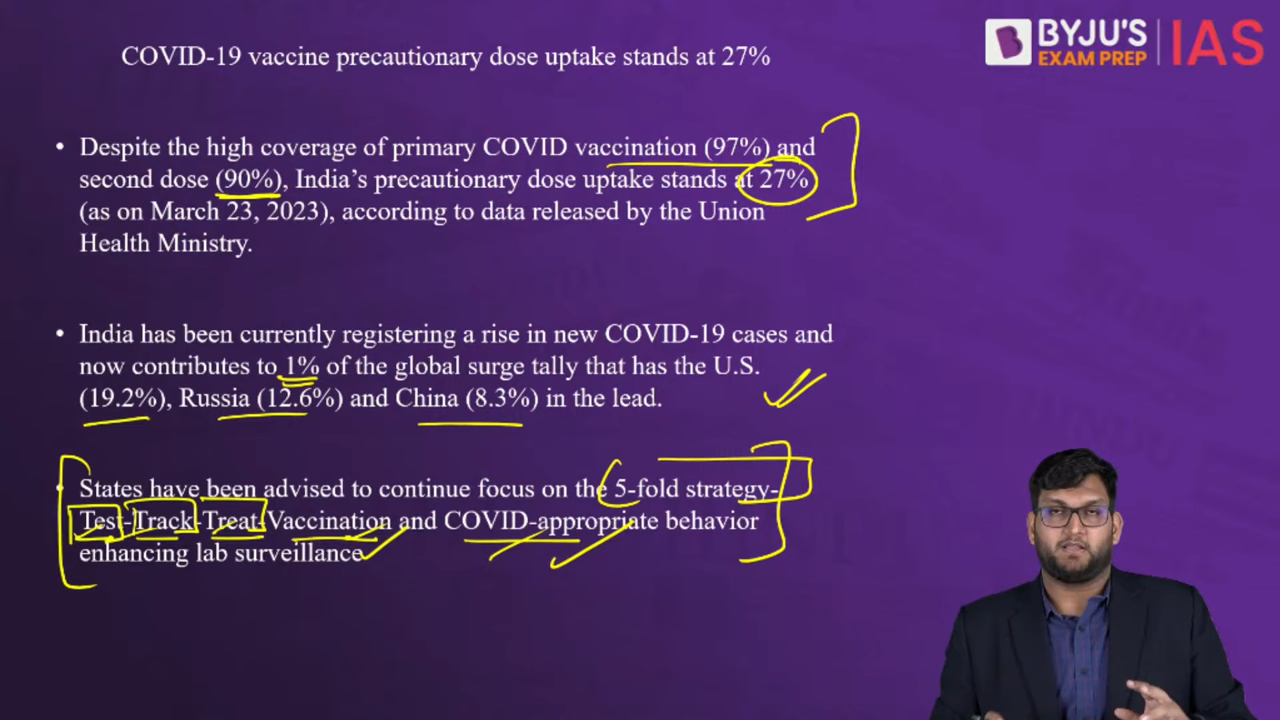 COVID-19 vaccine precautionary dose uptake stands at 27%
BYJU'S
EXAM PREP
IAS
• Despite the high coverage of primary COVID vaccination (97%) and
second dose (90%), India's precautionary dose uptake stands at 27%
(as on March 23, 2023), according to data released by the Union
Health Ministry.
• India has been currently registering a rise in new COVID-19 cases and
now contributes to 1% of the global surge tally that has the U.S.
(19.2%), Russia (12.6%) and China (8.3%) in the lead.
• States have been advised to continue focus on the 5-fold strategy-
Test-Track-Treat-Vaccination and COVID-appropriate behavior
enhancing lab surveillance